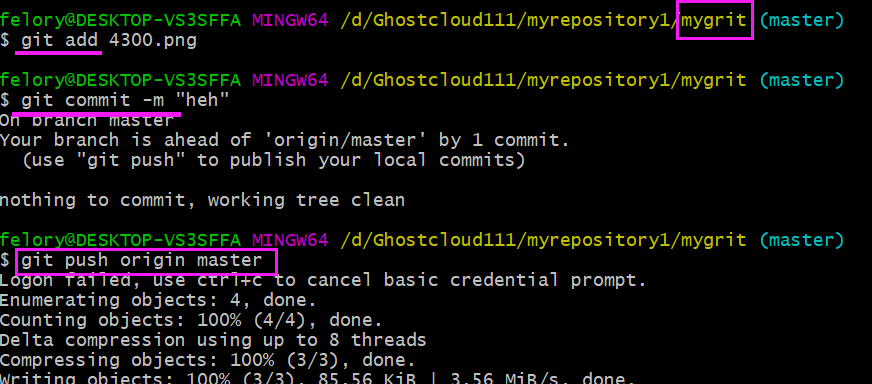 felory@DESKTOP-VS3SFFA MINGW64 /d/Ghostcloud111/myrepository1/mygrit (master)
$ git add 4300.png
felory@DESKTOP-VS3SFFA MINGW64 /d/Ghostcloud111/myrepository1/mygrit (master)
$ git commit -m "heh"
On branch master
Your branch is ahead of 'origin/master' by 1 commit.
(use "git push" to publish your local commits)
nothing to commit, working tree clean
felory@DESKTOP-VS3SFFA MINGW64 /d/Ghostcloud111/myrepository1/mygrit (master)
$ git push origin master
Logon failed, use ctrl+c to cancel basic credential prompt.
Enumerating objects: 4, done.
Counting objects: 100% (4/4), done.
Delta compression using up to 8 threads
Compressing objects: 100% (3/3), done.
Writing objects: 100% (3/3), 85.56 KiB | 3.56 MiB/s, done.